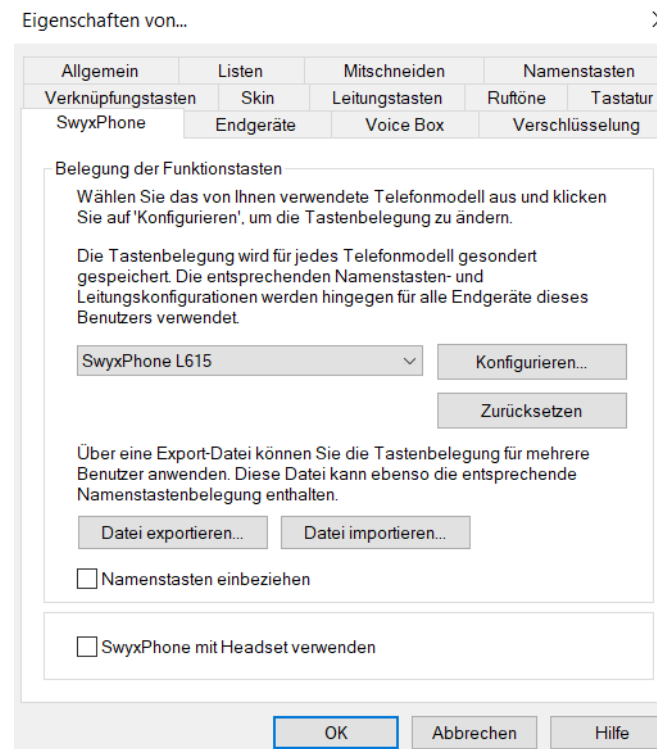 Eigenschaften von...
Allgemein Listen Mitschneiden Namenstasten
Verknüpfungstasten Skin Leitungstasten Ruftöne Tastatur
SwyxPhone Endgeräte Voice Box Verschlüsselung
Belegung der Funktionstasten
Wählen Sie das von Ihnen verwendete Telefonmodell aus und klicken
Sie auf 'Konfigurieren', um die Tastenbelegung zu ändern.
Die Tastenbelegung wird für jedes Telefonmodell gesondert
gespeichert. Die entsprechenden Namenstasten- und
Leitungskonfigurationen werden hingegen für alle Endgeräte dieses
Benutzers verwendet.
SwyxPhone L615 Konfigurieren...
Zurücksetzen
Über eine Export-Datei können Sie die Tastenbelegung für mehrere
Benutzer anwenden. Diese Datei kann ebenso die entsprechende
Namenstastenbelegung enthalten.
Datei exportieren... Datei importieren...
Namenstasten einbeziehen
SwyxPhone mit Headset verwenden
OK Abbrechen Hilfe